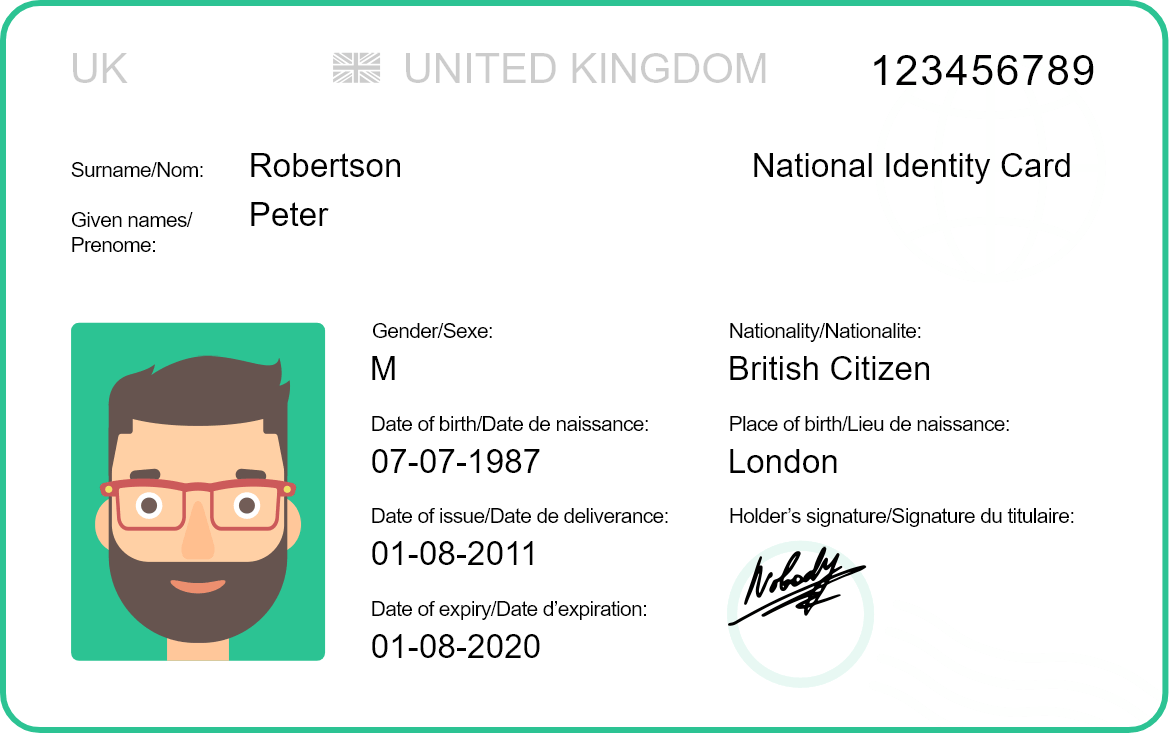 UK UNITED KINGDOM 123456789
Surname/Nom: Robertson National Identity Card
Given names/ Peter
Prenome:
Gender/Sexe: Nationality/Nationalite:
M British Citizen
Date of birth/Date de naissance: Place of birth/Lieu de naissance:
07-07-1987 London
Date of issue/Date de deliverance: Holder’s signature/Signature du titulaire:
01-08-2011 Nobody
Date of expiry/Date d’expiration:
01-08-2020